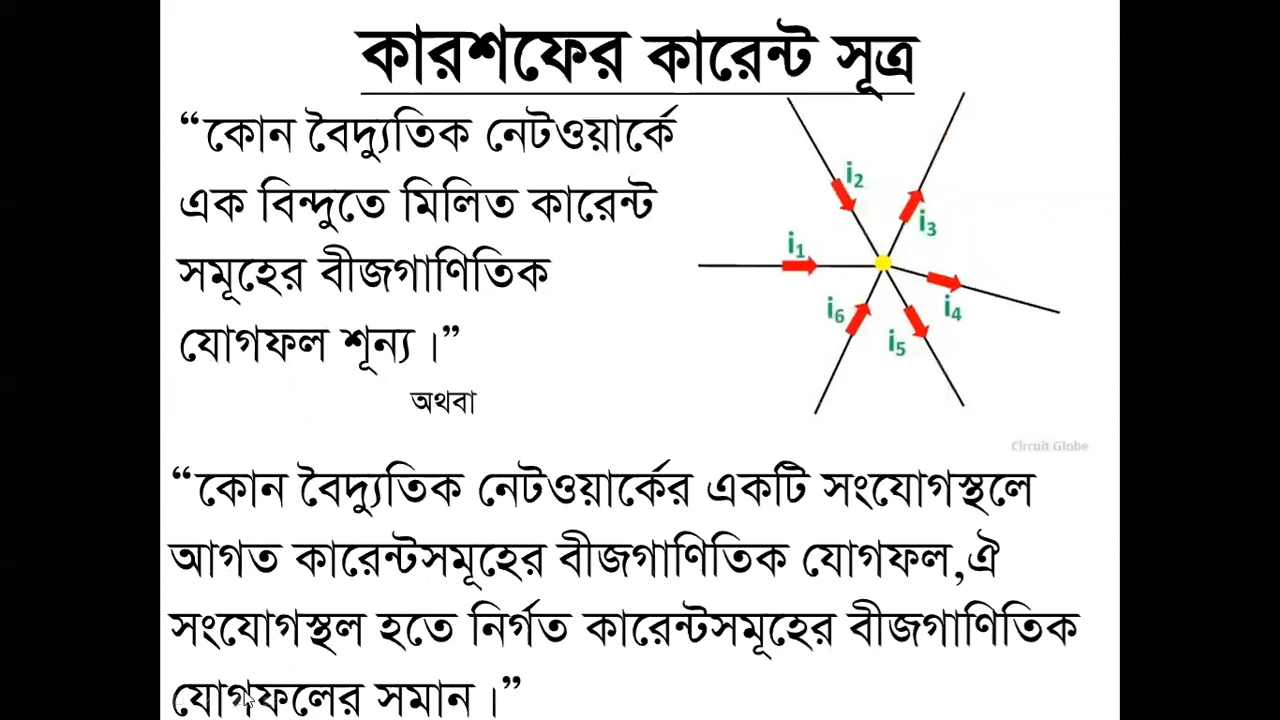 কারশফের কারেন্ট সূত্র
“কোন বৈদ্যুতিক নেটওয়ার্কে
এক বিন্দুতে মিলিত কারেন্ট
সমূহের বীজগাণিতিক
যোগফল শূন্য।”
অথবা
i2
i3
i1
i6
i4
i5
Circuit Globe
“কোন বৈদ্যুতিক নেটওয়ার্কের একটি সংযোগস্থলে
আগত কারেন্টসমূহের বীজগাণিতিক যোগফল,ঐ
সংযোগস্থল হতে নির্গত কারেন্টসমূহের বীজগাণিতিক
যোগফলের সমান।”